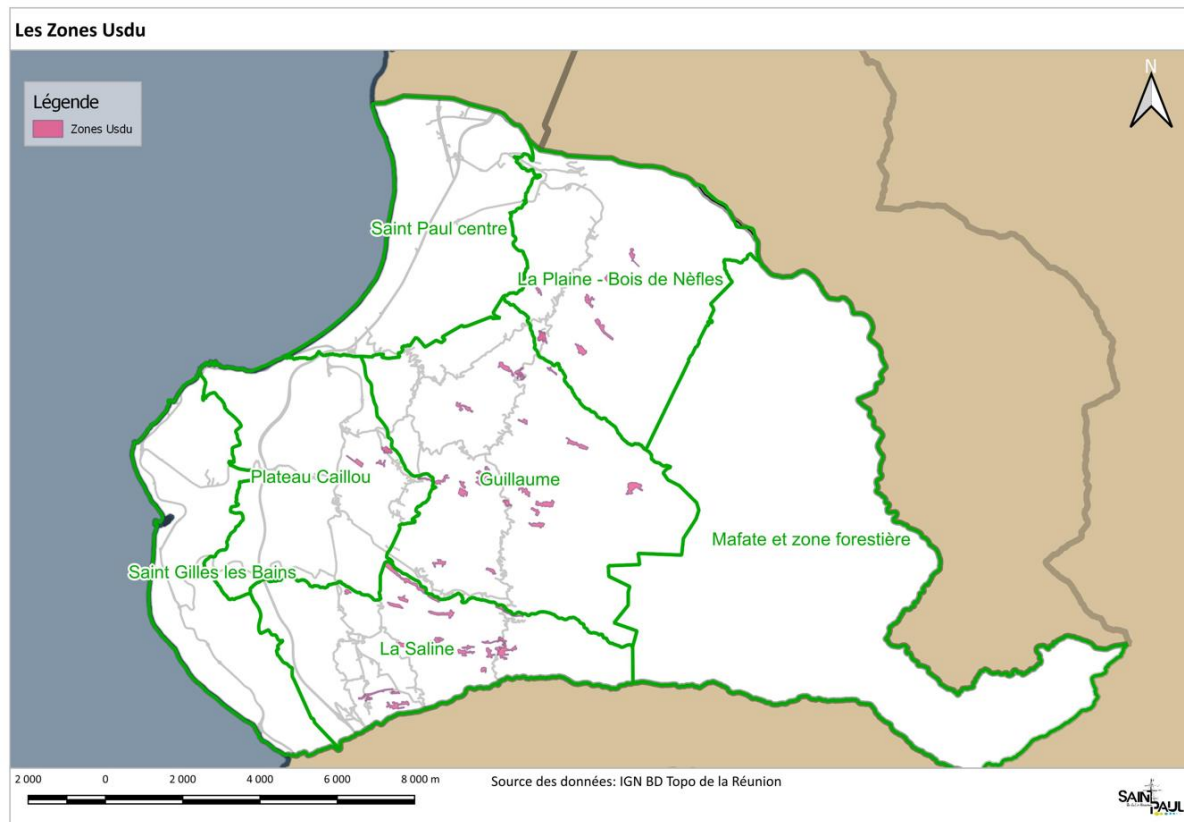 Les Zones Usdu
Légende
Zones Usdu
N
Saint Paul centre
La Plaine - Bois de Nèfles
Plateau Caillou
Guillaume
Mafate et zone forestière
Saint Gilles les Bains
La Saline
2 000 0 2 000 4 000 6 000 8 000 m
Source des données: IGN BD Topo de la Réunion
SAINT
PAUL